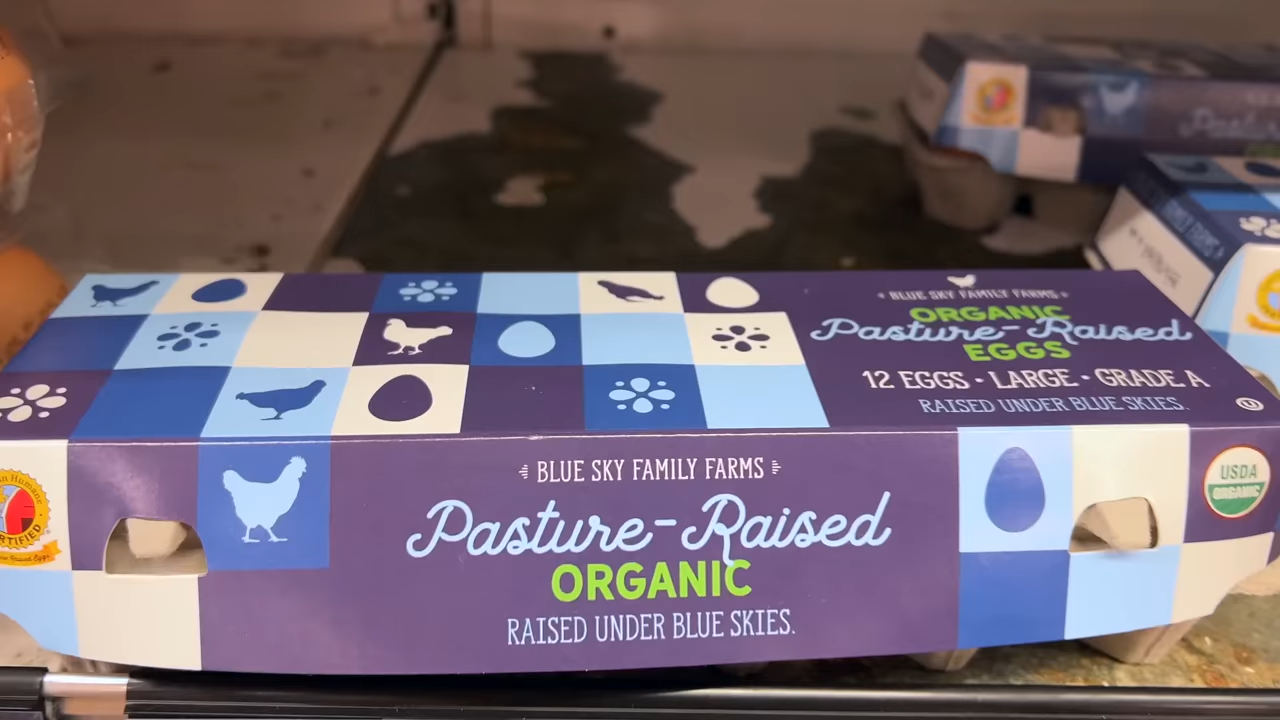 BLUE SKY FAMILY FARMS
ORGANIC
Pasture-Raised
EGGS
12 EGGS · LARGE · GRADE A
RAISED UNDER BLUE SKIES.
U
BLUE SKY FAMILY FARMS
Pasture-Raised
ORGANIC
RAISED UNDER BLUE SKIES.
USDA
ORGANIC
Humane